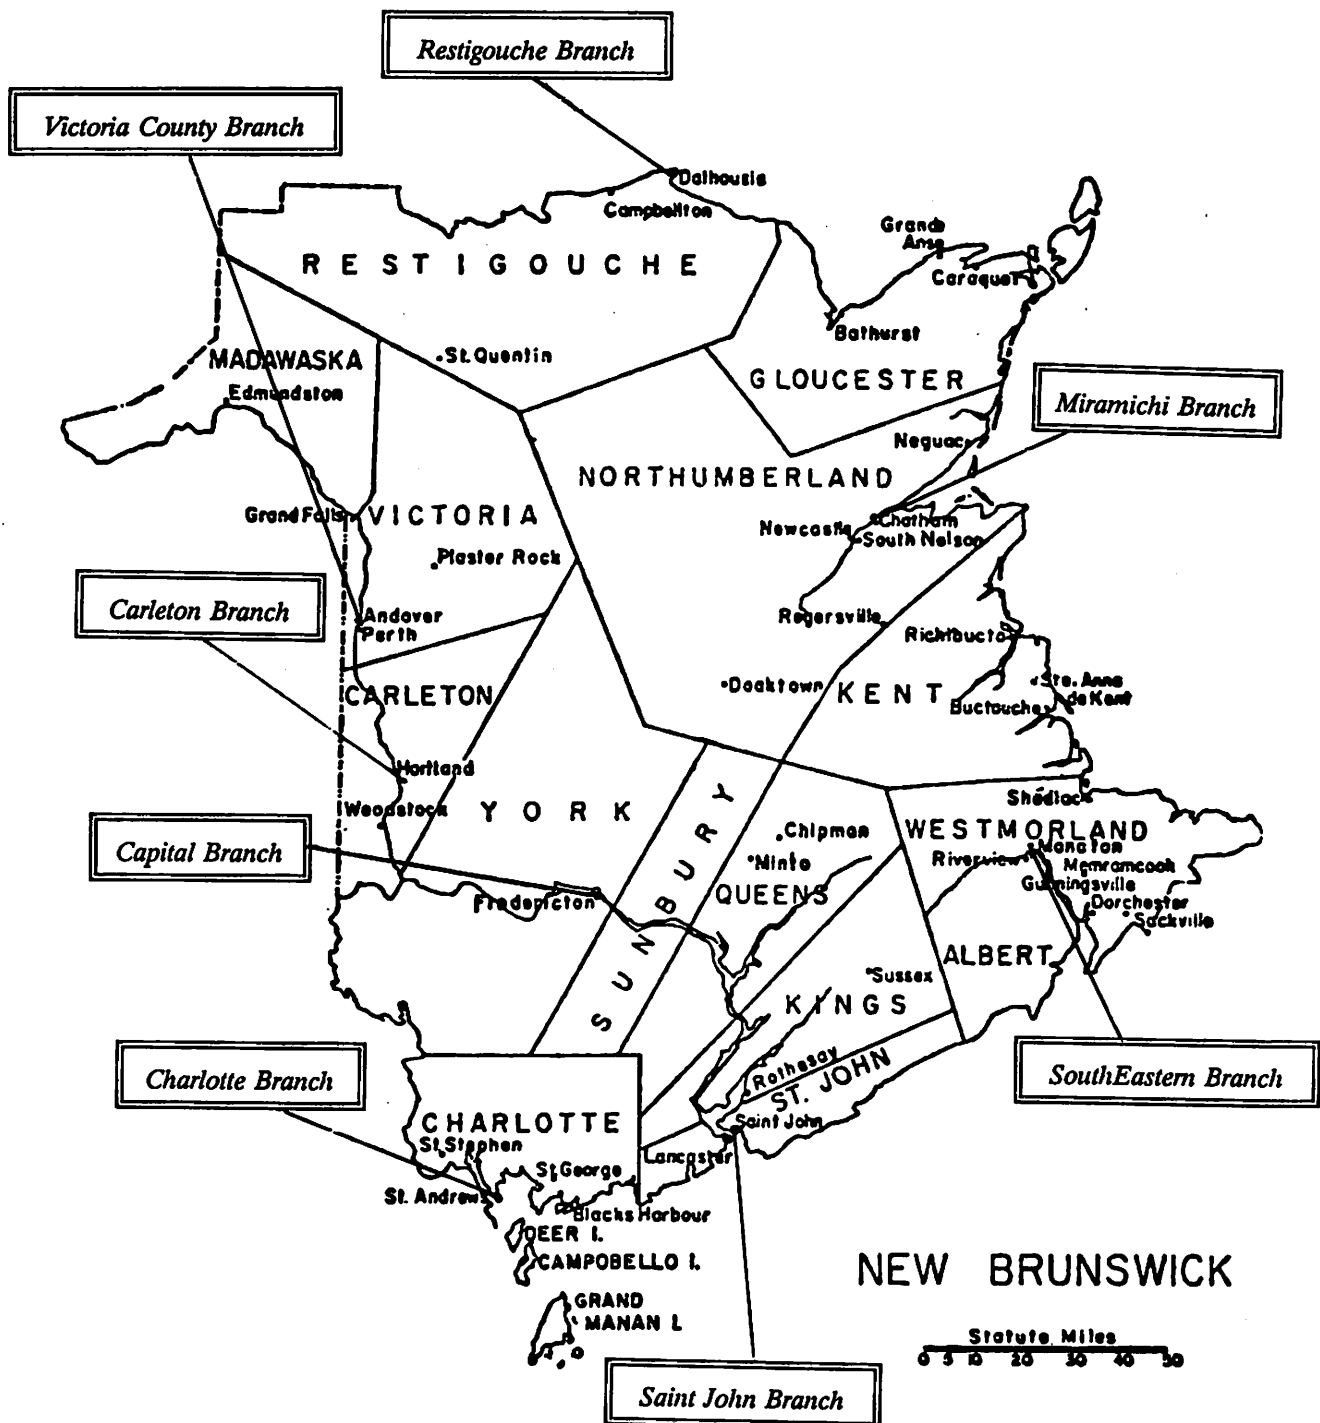 Restigouche Branch
Victoria County Branch
Dalhousie
Campbellton
Grande
Anse
Caraquet
RESTIGOUCHE
Bathurst
MADAWASKA
St. Quentin
GLOUCESTER
Edmundston
Miramichi Branch
Neguac
NORTHUMBERLAND
Grand Falls
VICTORIA
Chatham
Newcastle
South Nelson
Plaster Rock
Carleton Branch
Andover
Perth
Rogersville
Richibucto
CARLETON
Doaktown
KENT
Ste. Anne
de Kent
Buctouche
Hartland
Woodstock
YORK
Shediac
SUNBURY
Chipman
WESTMORLAND
Capital Branch
Minto
Riverview
Moncton
Memramcook
QUEENS
Gunningsville
Fredericton
Dorchester
Sackville
ALBERT
Sussex
KINGS
Charlotte Branch
SouthEastern Branch
Rothesay
ST. JOHN
CHARLOTTE
Saint John
St. Stephen
Lancaster
St. George
St. Andrews
Blacks Harbour
DEER I.
CAMPOBELLO I.
NEW BRUNSWICK
GRAND
MANAN I.
Statute Miles
0 5 10 20 30 40 50
Saint John Branch